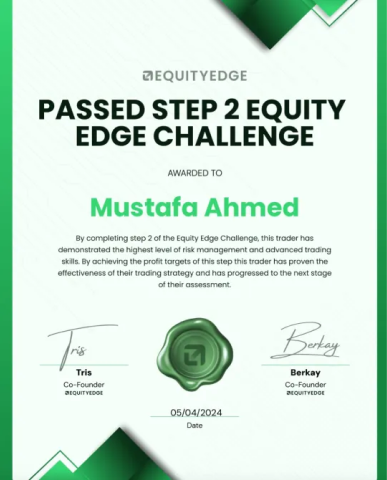 EQUITYEDGE
PASSED STEP 2 EQUITY
EDGE CHALLENGE
AWARDED TO
Mustafa Ahmed
By completing step 2 of the Equity Edge Challenge, this trader has
demonstrated the highest level of risk management and advanced trading
skills. By achieving the profit targets of this step this trader has proven the
effectiveness of their trading strategy and has progressed to the next stage
of their assessment.
Tris
Berkay
Tris
Berkay
Co-Founder
Co-Founder
EQUITYEDGE
EQUITYEDGE
05/04/2024
Date